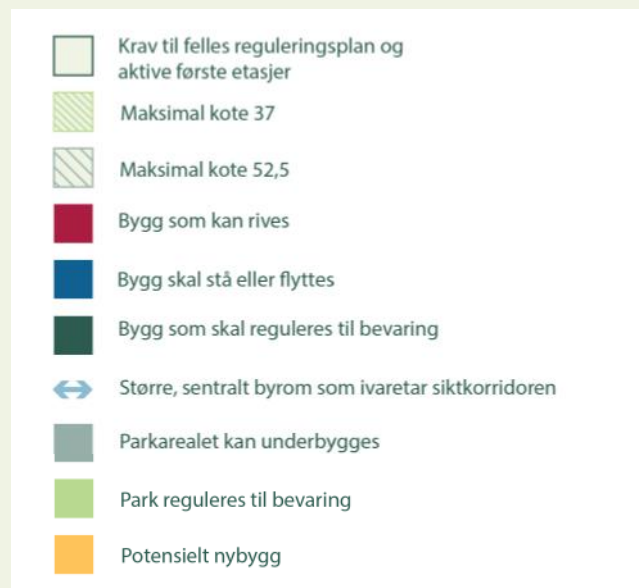 Krav til felles reguleringsplan og
aktive første etasjer
Maksimal kote 37
Maksimal kote 52,5
Bygg som kan rives
Bygg skal stå eller flyttes
Bygg som skal reguleres til bevaring
Større, sentralt byrom som ivaretar siktkorridoren
Parkarealet kan underbygges
Park reguleres til bevaring
Potensielt nybygg